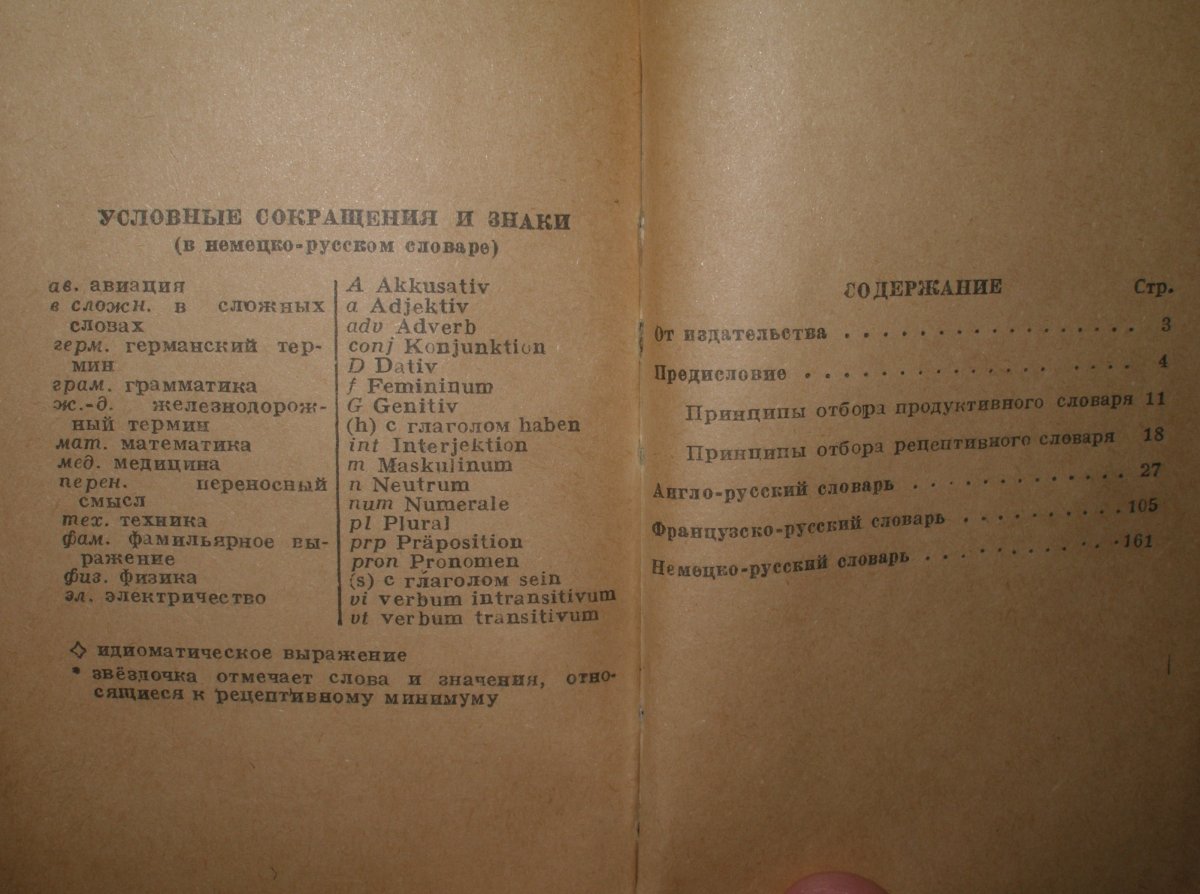 УСЛОВНЫЕ СОКРАЩЕНИЯ И ЗНАКИ
(в немецко-русском словаре)
ав. авиация
в сложн. в сложных
словах
герм. германский тер-
мин
грам. грамматика
ж.-д. железнодорож-
ный термин
мат. математика
мед. медицина
перен. переносный
смысл
тех. техника
фам. фамильярное вы-
ражение
физ. физика
эл. электричество
A Akkusativ
a Adjektiv
adv Adverb
conj Konjunktion
D Dativ
f Femininum
G Genitiv
(h) с глаголом haben
int Interjektion
m Maskulinum
n Neutrum
num Numerale
pl Plural
prp Präposition
pron Pronomen
(s) с глаголом sein
vi verbum intransitivum
vt verbum transitivum
◇ идиоматическое выражение
* звёздочка отмечает слова и значения, отно-
сящиеся к рецептивному минимуму
СОДЕРЖАНИЕ Стр.
От издательства . . . . . . . . . . . . . . . . . 3
Предисловие . . . . . . . . . . . . . . . . . . 4
Принципы отбора продуктивного словаря 11
Принципы отбора рецептивного словаря 18
Англо-русский словарь . . . . . . . . . . . . . 27
Французско-русский словарь . . . . . . . . . . 105
Немецко-русский словарь . . . . . . . . . . . . 161